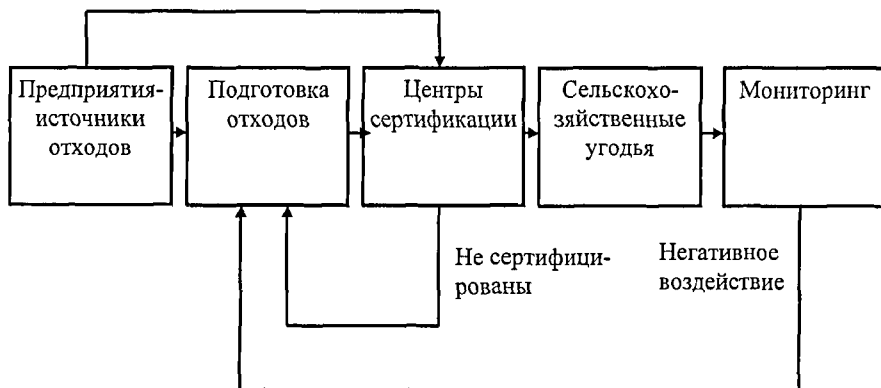 Предприятия-
источники
отходов
Подготовка
отходов
Центры
сертификации
Сельскохо-
зяйственные
угодья
Мониторинг
Не сертифици-
рованы
Негативное
воздействие